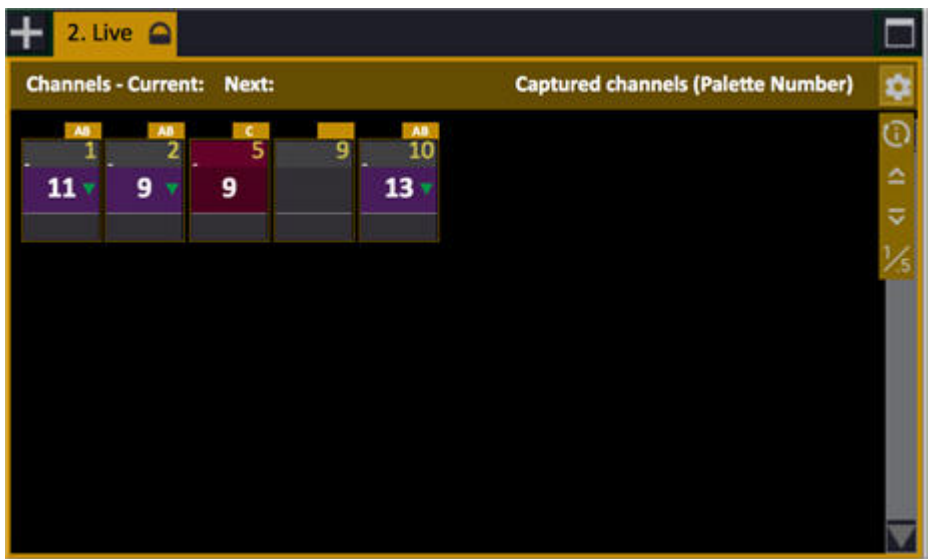 2. Live
Channels - Current: Next: Captured channels (Palette Number)
AB AB C AB
1 2 5 9 10
11 9 9 13
1/5